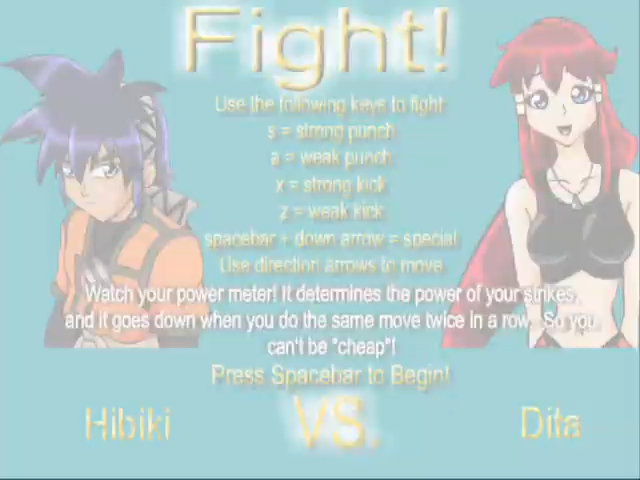 Fight!
Use the following keys to fight:
s = strong punch
a = weak punch
x = strong kick
z = weak kick
spacebar + down arrow = special
Use direction arrows to move.
Watch your power meter! It determines the power of your strikes,
and it goes down when you do the same move twice in a row. So you
can't be "cheap"!
Press Spacebar to Begin!
Hibiki VS. Dita